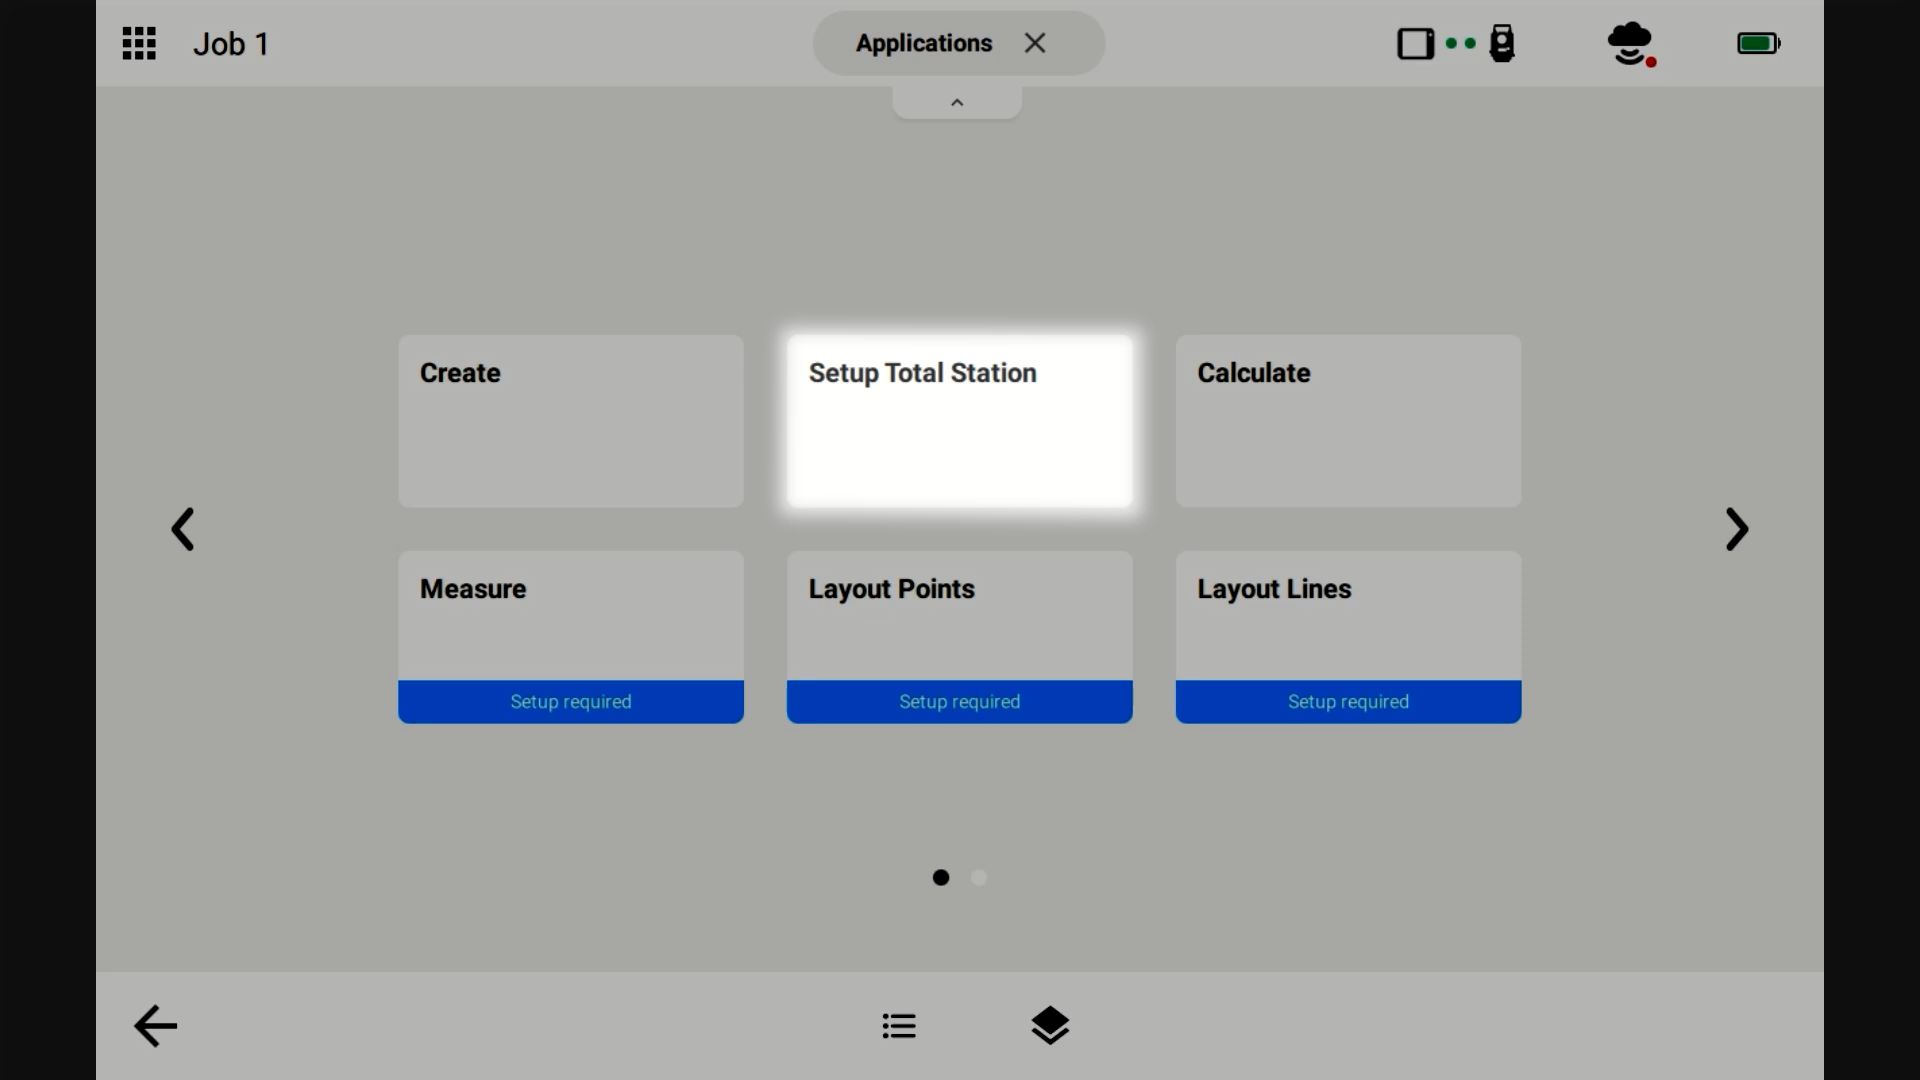 Job 1
Applications
Create
Setup Total Station
Calculate
Measure
Layout Points
Layout Lines
Setup required
Setup required
Setup required